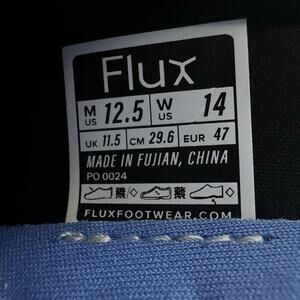 Flux
M US 12.5 W US 14
UK 11.5 CM 29.6 EUR 47
MADE IN FUJIAN, CHINA
PO 0024
FLUXFOOTWEAR.COM